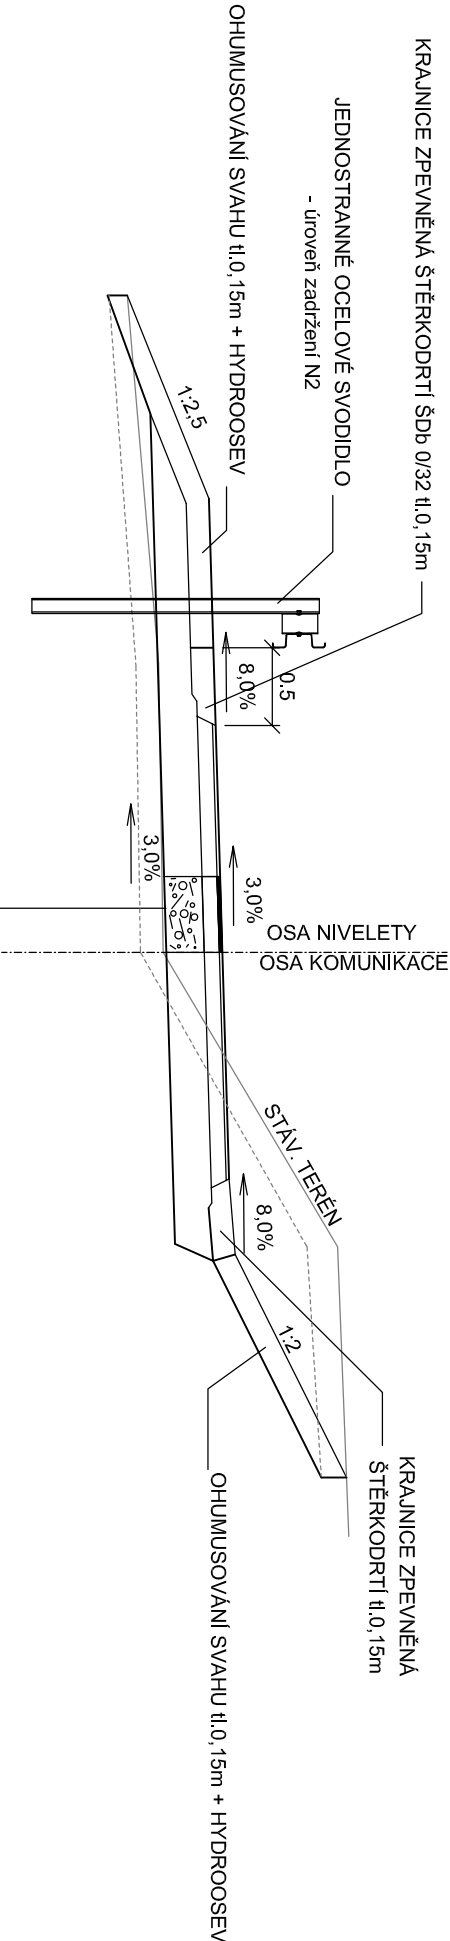 OHUMUSOVÁNÍ SVAHU tl.0,15m + HYDROOSEV
JEDNOSTRANNÉ OCELOVÉ SVODIDLO
- úroveň zadržení N2
KRAJNICE ZPEVNĚNÁ ŠTĚRKODRTÍ ŠDb 0/32 tl.0,15m
1:2,5
0.5
8,0%
3,0%
3,0%
OSA NIVELETY
OSA KOMUNIKACE
STÁV. TERÉN
8,0%
1:2
KRAJNICE ZPEVNĚNÁ
ŠTĚRKODRTÍ tl.0,15m
OHUMUSOVÁNÍ SVAHU tl.0,15m + HYDROOSEV